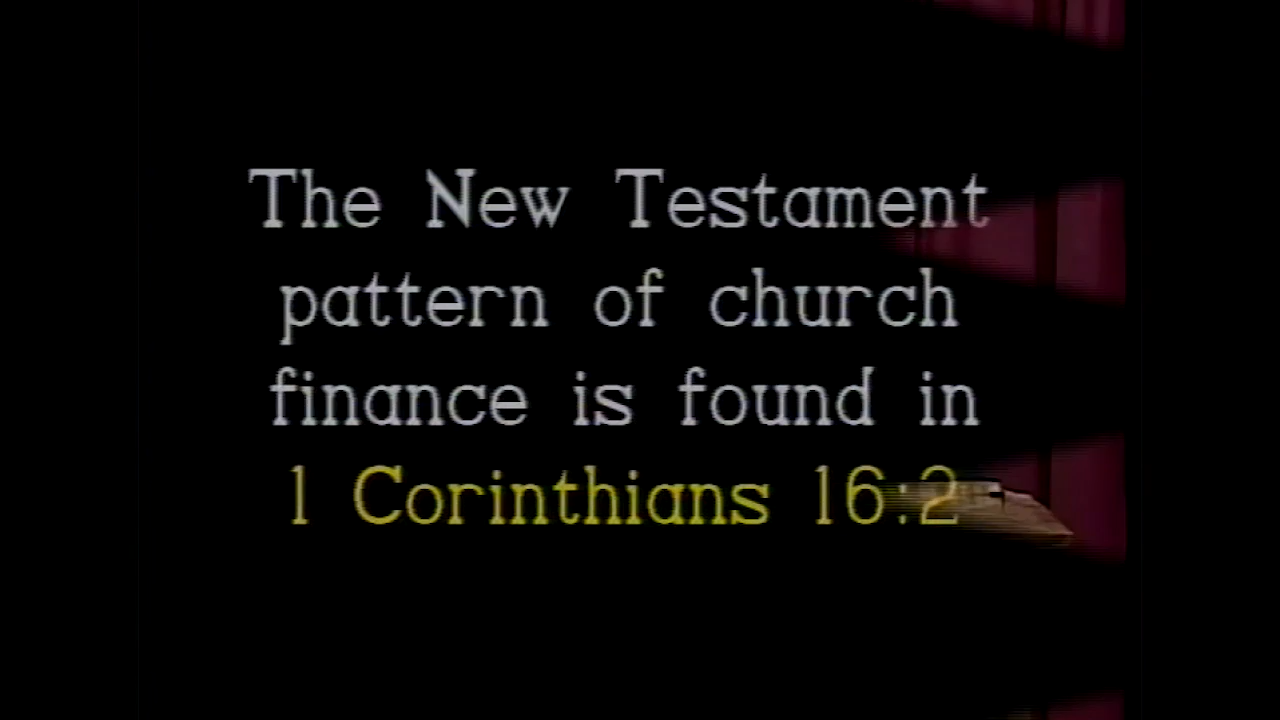 The New Testament
pattern of church
finance is found in
1 Corinthians 16:2